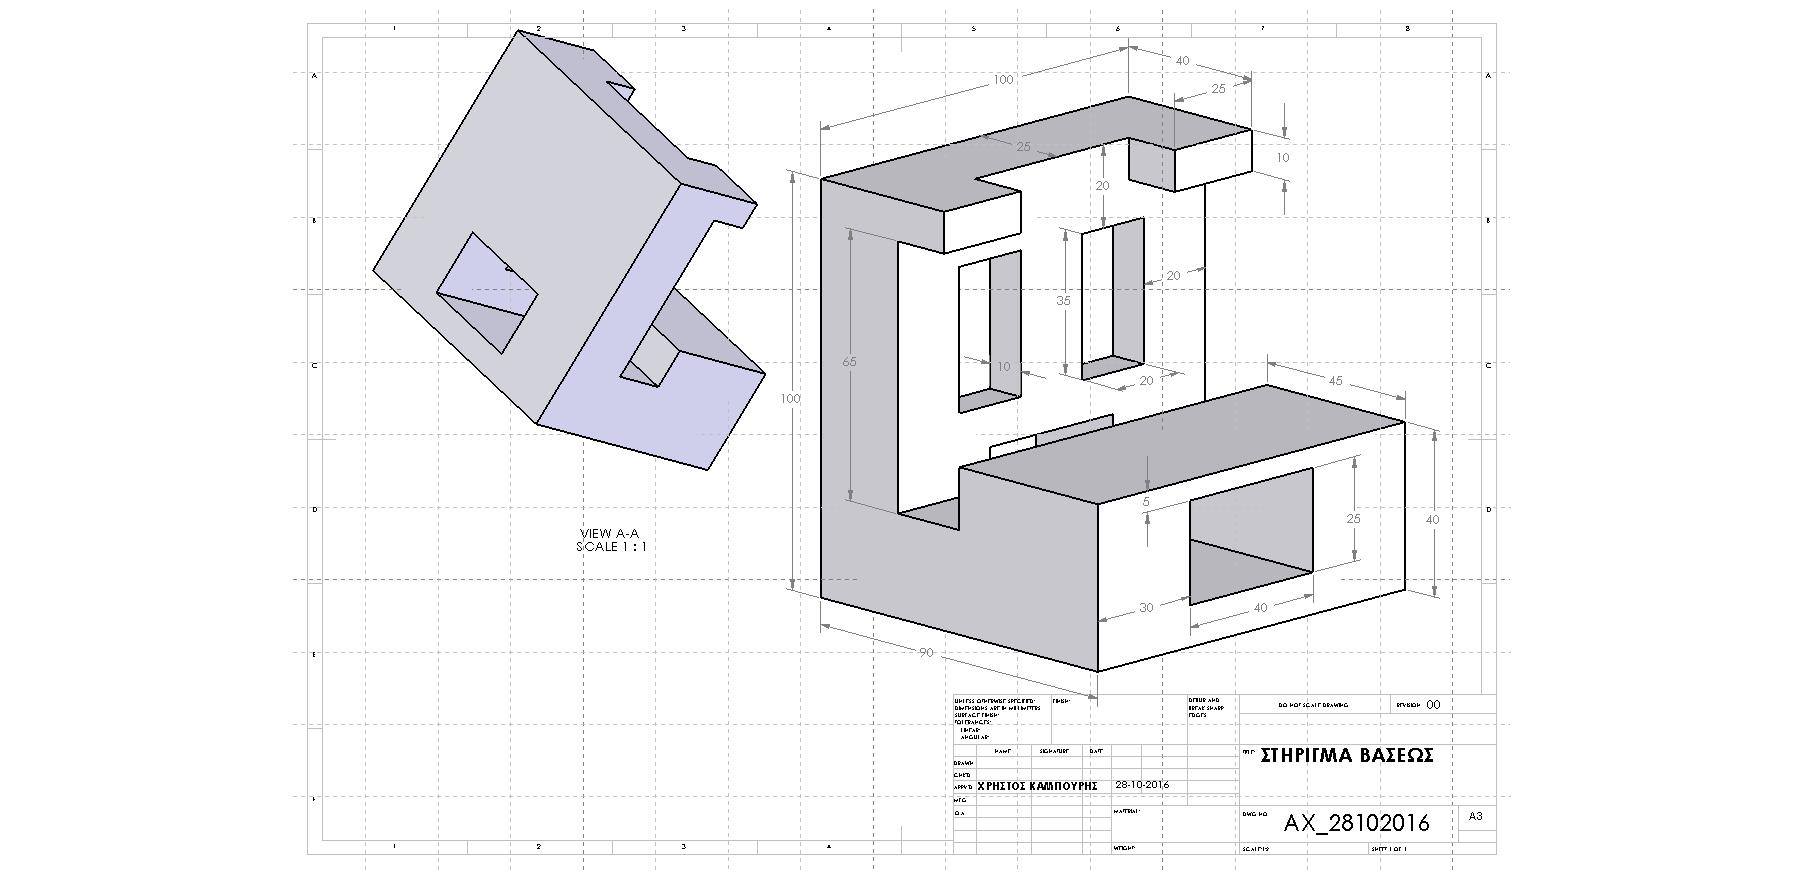 1 2 3 4 5 6 7 8
A A
B B
C C
D D
E
F
1 2 3 4
100
40
25
10
25
20
65
100
35
20
10
20
45
5
25
40
30
40
90
VIEW A-A
SCALE 1 : 1
UNLESS OTHERWISE SPECIFIED:
DIMENSIONS ARE IN MILLIMETERS
SURFACE FINISH:
TOLERANCES:
LINEAR:
ANGULAR:
FINISH:
DEBUR AND
BREAK SHARP
EDGES
DO NOT SCALE DRAWING
REVISION 00
NAME SIGNATURE DATE
DRAWN
CHK'D
APPV'D ΧΡΗΣΤΟΣ ΚΑΜΠΟΥΡΗΣ 28-10-2016
MFG
Q.A
MATERIAL:
WEIGHT:
TITLE: ΣΤΗΡΙΓΜΑ ΒΑΣΕΩΣ
DWG NO. AX_28102016
A3
SCALE:1:2
SHEET 1 OF 1